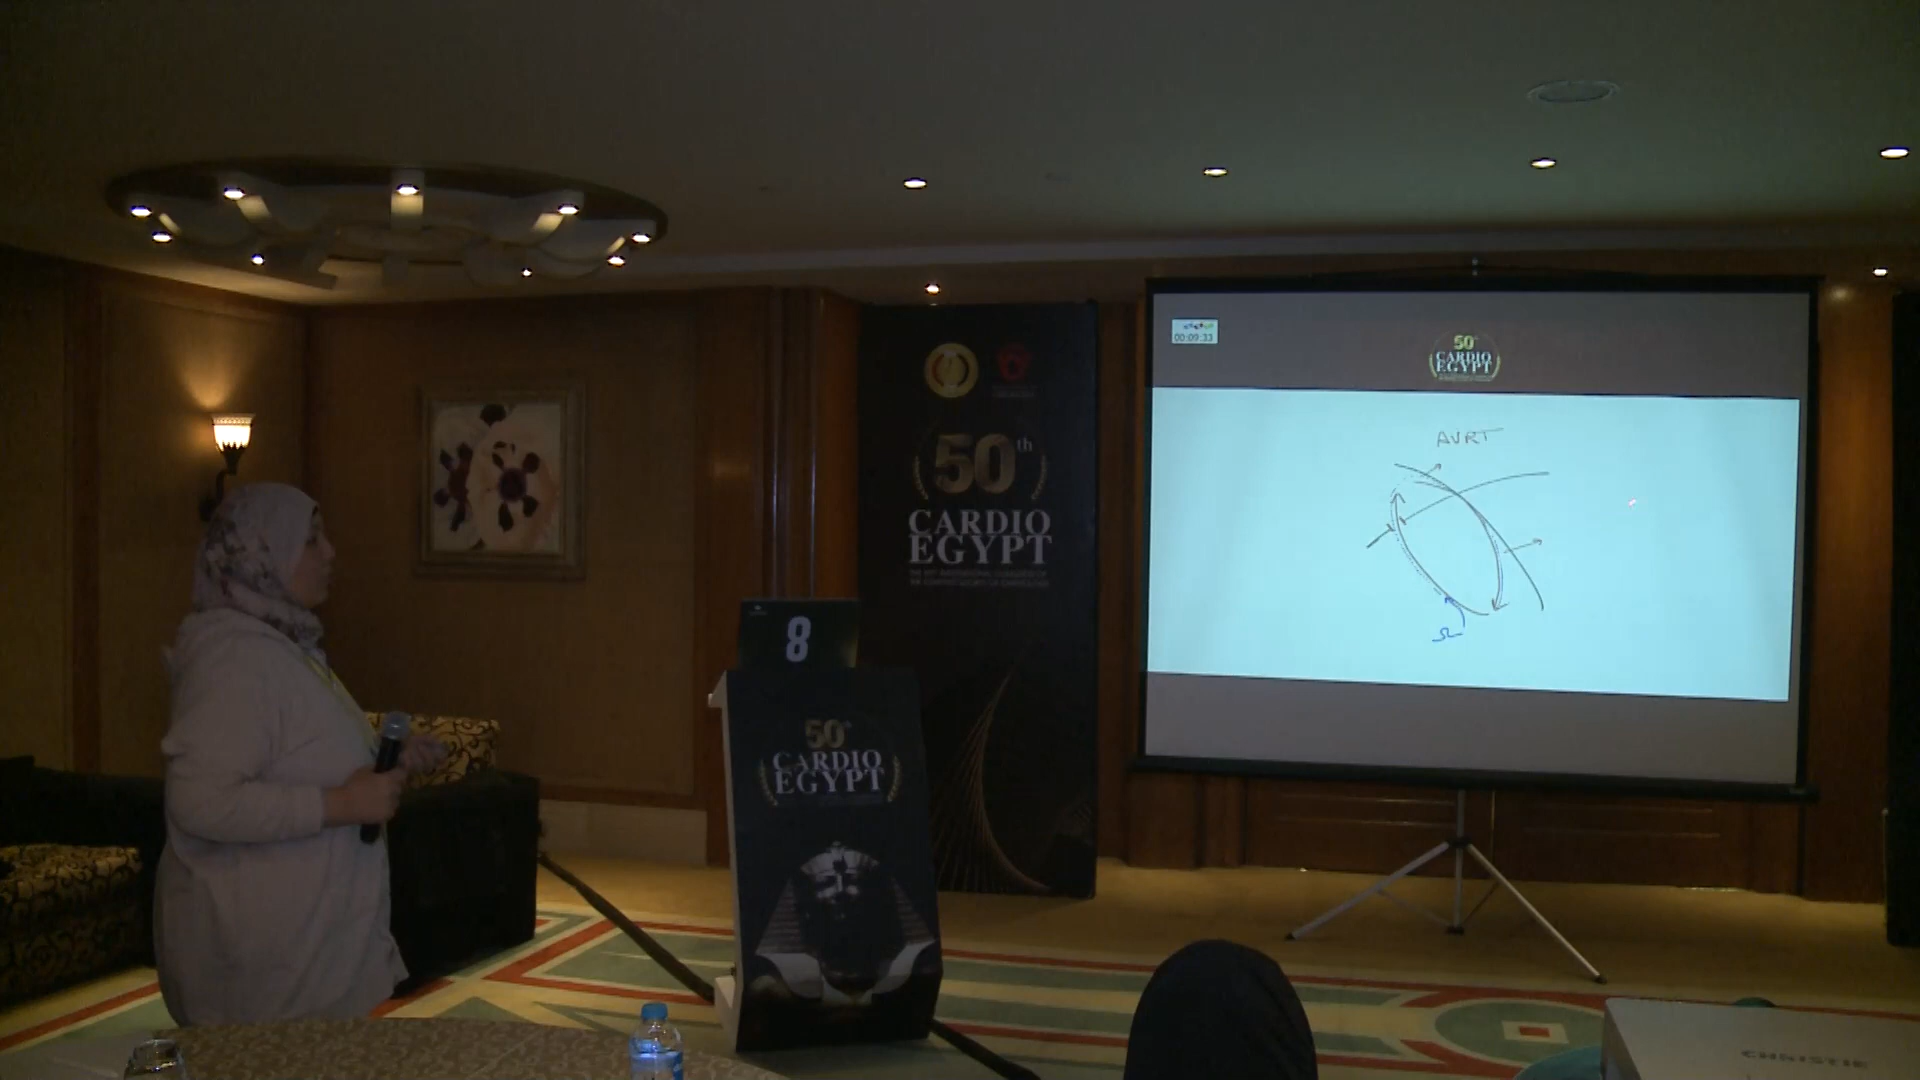 50th
CARDIO
EGYPT
8
50th
CARDIO
EGYPT
00:09:33
50th
CARDIO
EGYPT
AVRT
CHRISTIE